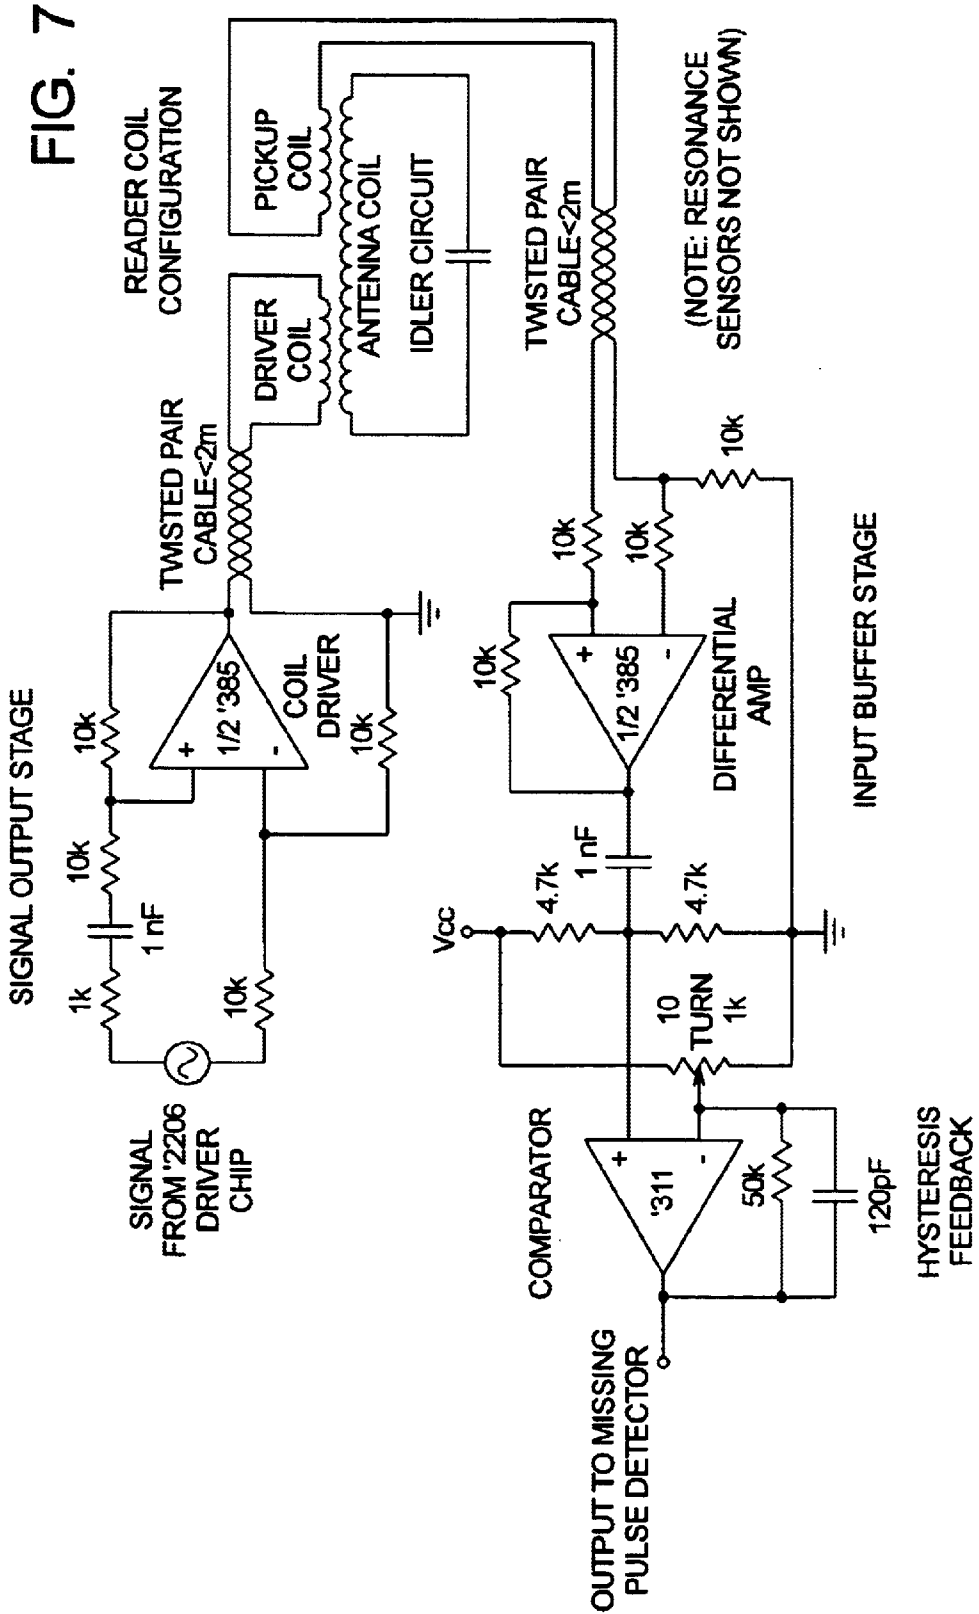 FIG. 7
SIGNAL OUTPUT STAGE
READER COIL
CONFIGURATION
TWISTED PAIR
CABLE<2m
1k
1 nF
10k
10k
10k
10k
+
-
1/2 '385
COIL
DRIVER
SIGNAL
FROM '2206
DRIVER
CHIP
DRIVER
COIL
PICKUP
COIL
ANTENNA COIL
IDLER CIRCUIT
TWISTED PAIR
CABLE<2m
(NOTE: RESONANCE
SENSORS NOT SHOWN)
COMPARATOR
Vcc
4.7k
4.7k
1 nF
10k
10k
10k
10k
+
-
1/2 '385
DIFFERENTIAL
AMP
10
TURN
1k
+
-
'311
50k
120pF
OUTPUT TO MISSING
PULSE DETECTOR
HYSTERESIS
FEEDBACK
INPUT BUFFER STAGE